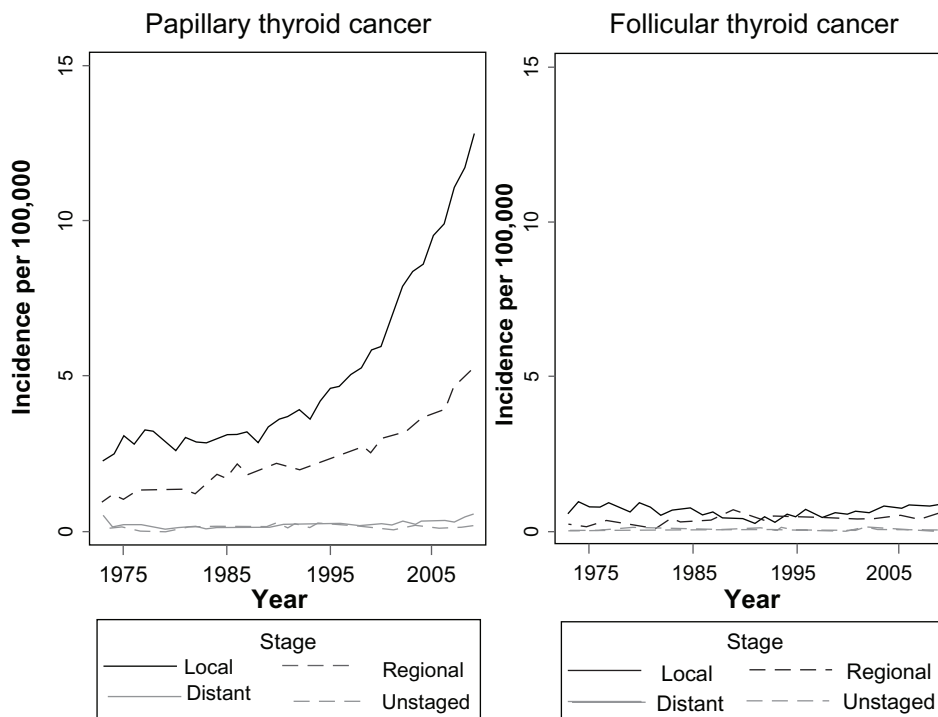 Papillary thyroid cancer
Incidence per 100,000
15
10
5
0
1975 1985 1995 2005
Year
Stage
Local Regional
Distant Unstaged
Follicular thyroid cancer
Incidence per 100,000
15
10
5
0
1975 1985 1995 2005
Year
Stage
Local Regional
Distant Unstaged